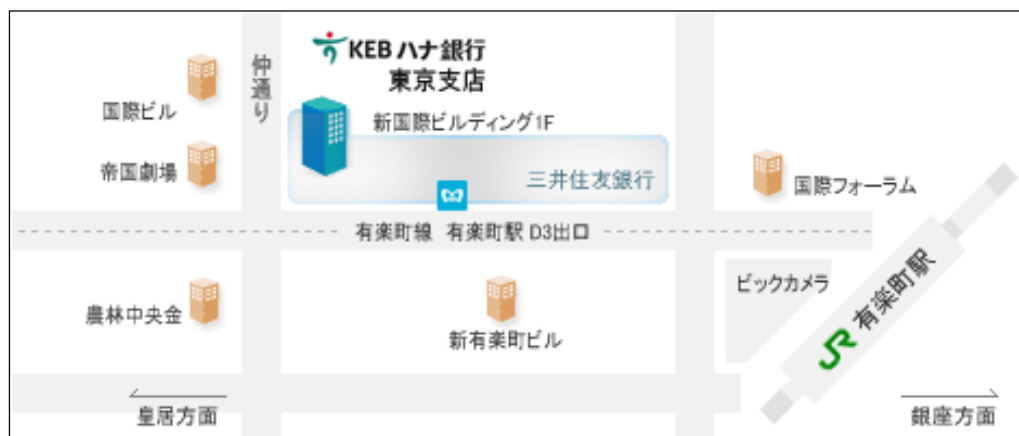 KEB ハナ銀行
東京支店
仲通り
国際ビル
新国際ビルディング1F
帝国劇場
三井住友銀行
国際フォーラム
有楽町線 有楽町駅 D3出口
ビックカメラ
JR 有楽町駅
農林中央金
新有楽町ビル
皇居方面
銀座方面